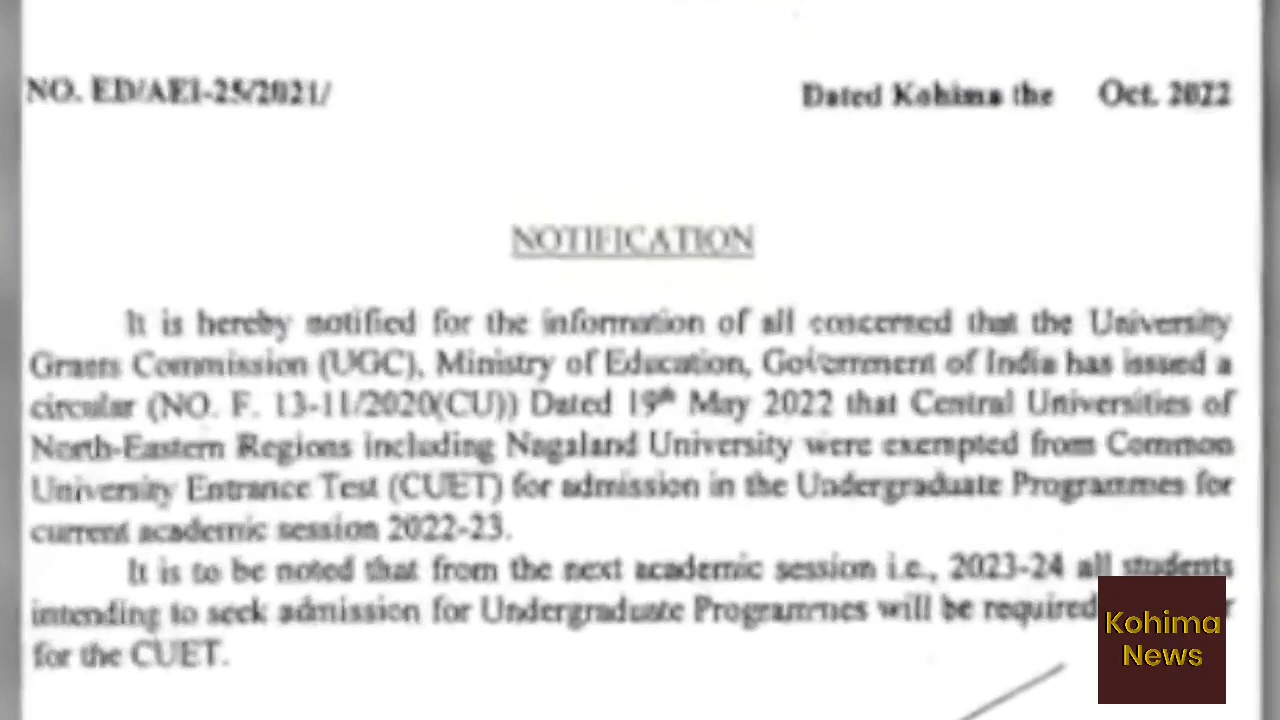 NO. ED/AEI-25/2021/ Dated Kohima the Oct. 2022
NOTIFICATION
It is hereby notified for the information of all concerned that the University
Grants Commission (UGC), Ministry of Education, Government of India has issued a
circular (NO. F. 13-11/2020(CU)) Dated 19th May 2022 that Central Universities of
North-Eastern Regions including Nagaland University were exempted from Common
University Entrance Test (CUET) for admission in the Undergraduate Programmes for
current academic session 2022-23.
It is to be noted that from the next academic session i.e., 2023-24 all students
intending to seek admission for Undergraduate Programmes will be required
for the CUET.
Kohima
News